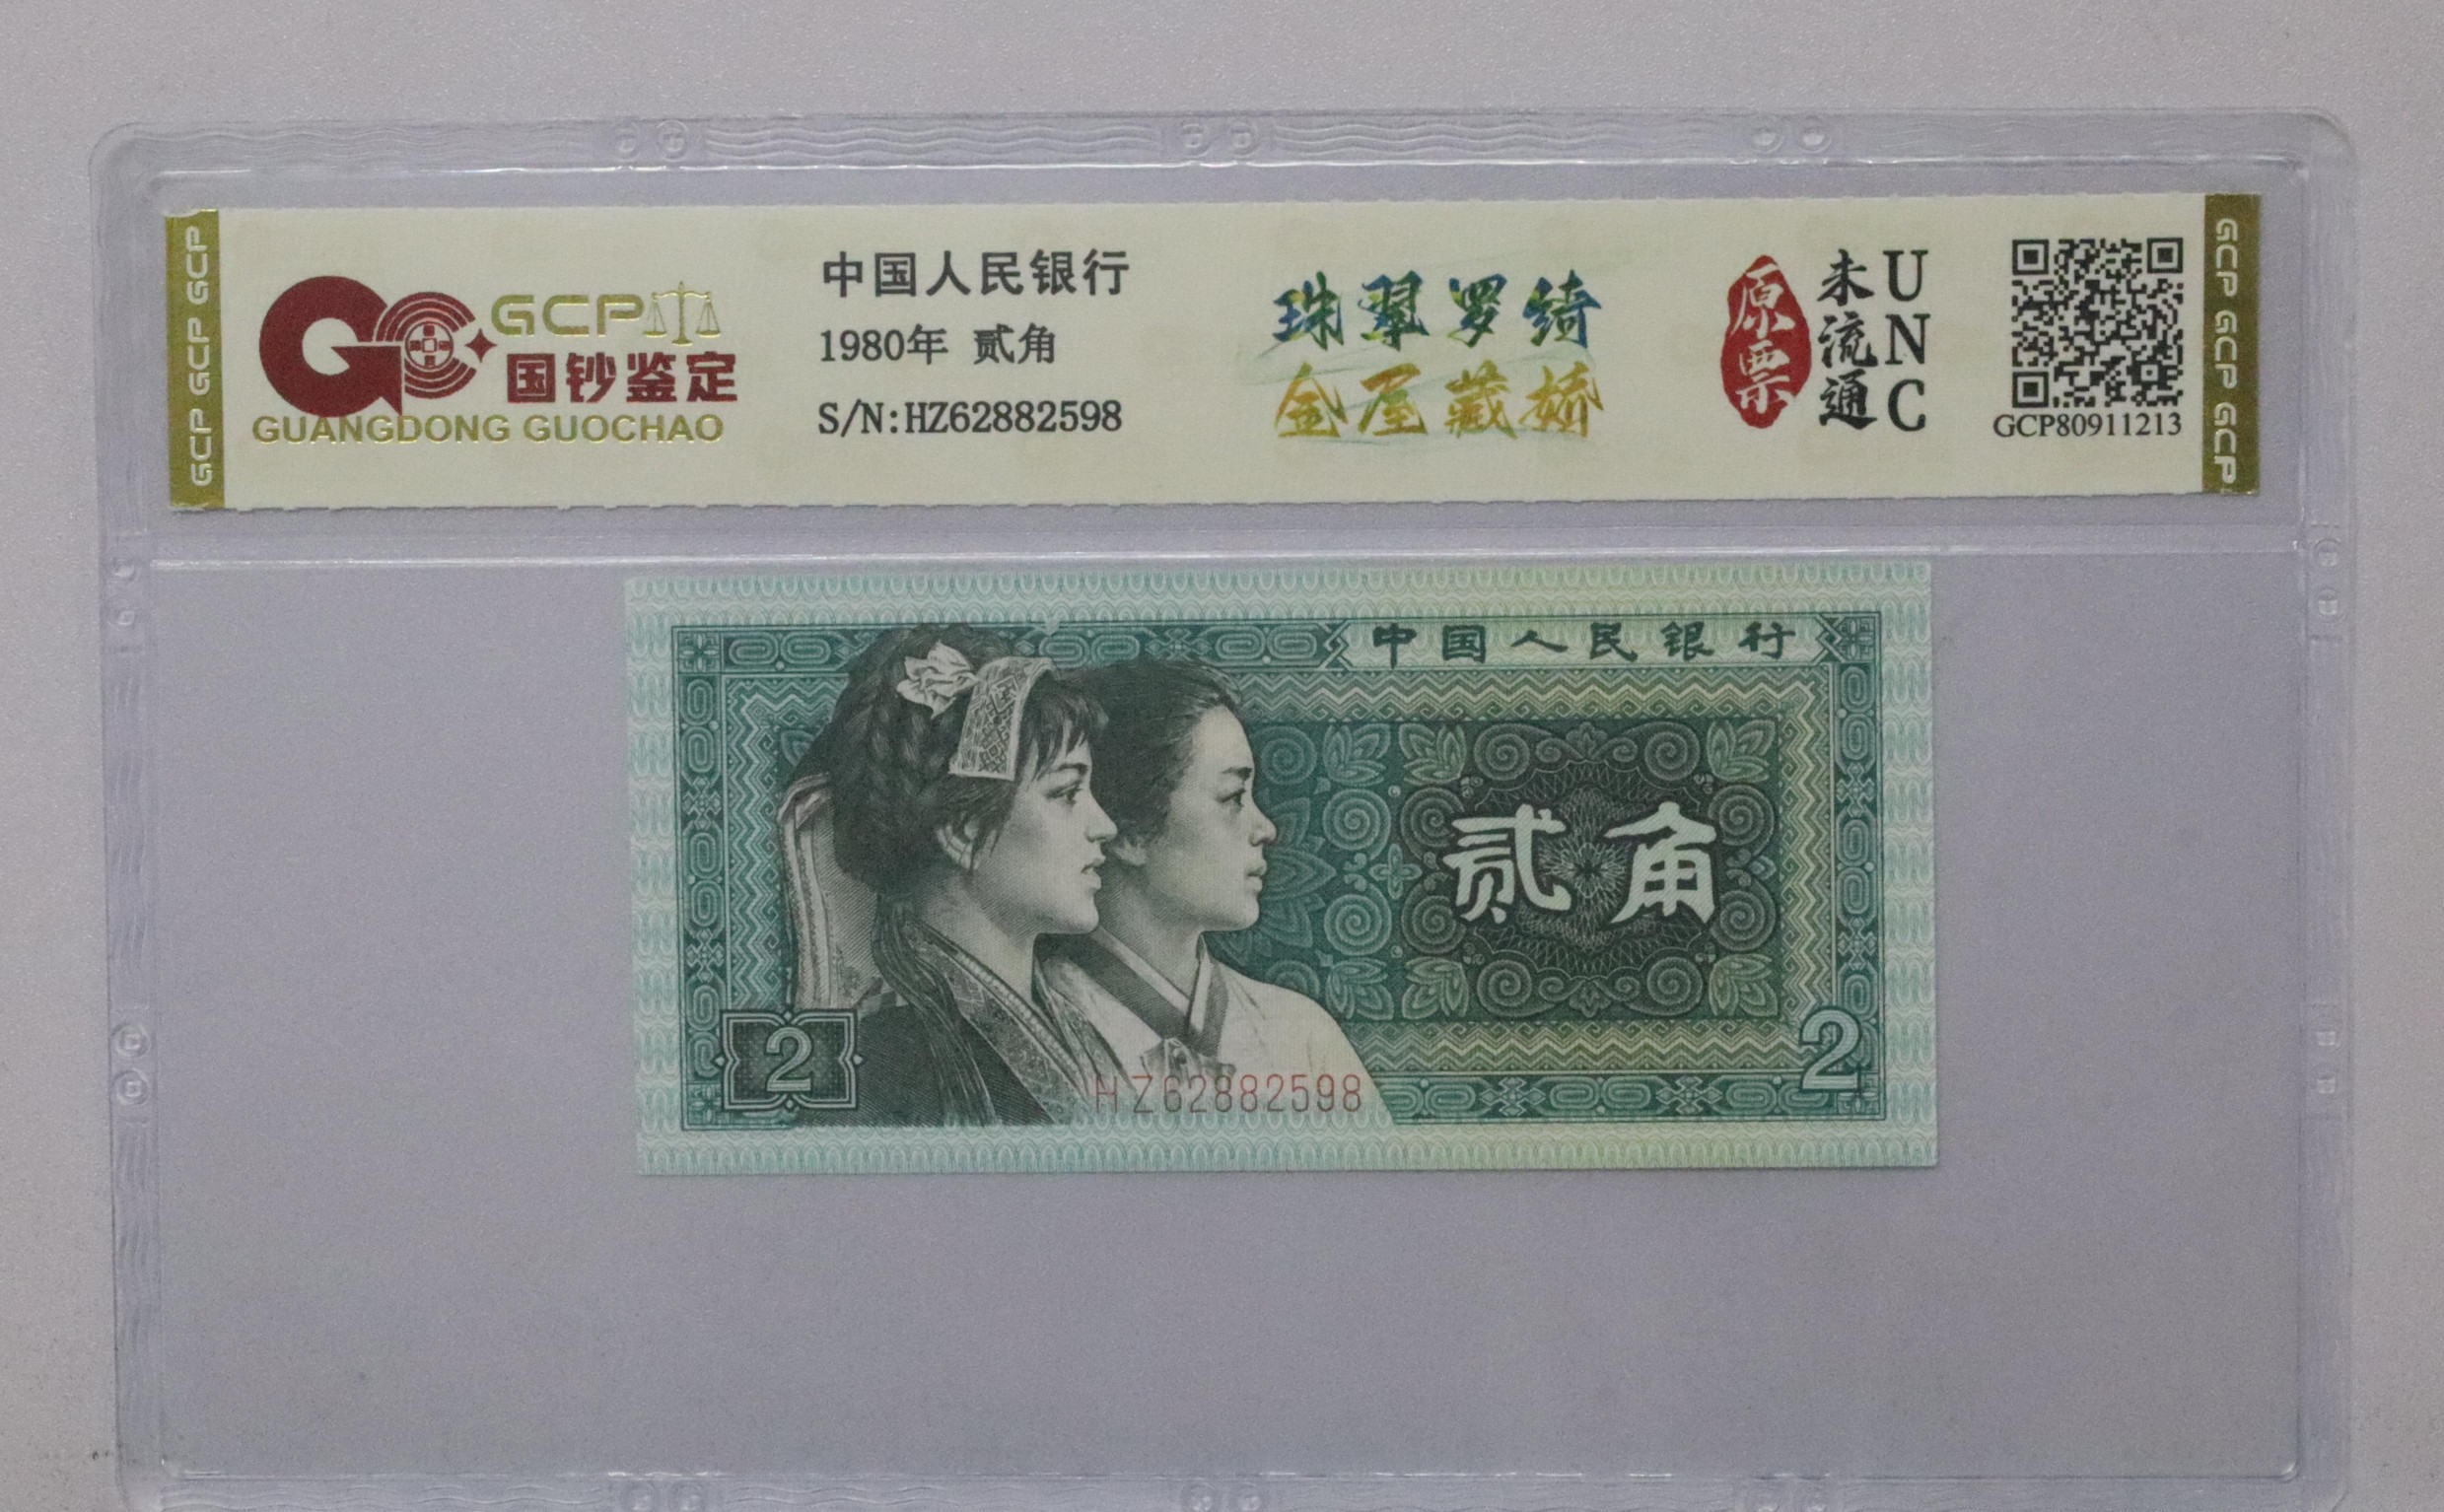 GCP GCP GCP
GCP
国钞鉴定
GUANGDONG GUOCHAO
中国人民银行
1980年 贰角
S/N:HZ62882598
珠翠罗绮
金屋藏娇
原票
未流通
UNC
GCP80911213
GCP GCP GCP
中国人民银行
贰角
2
2
HZ62882598